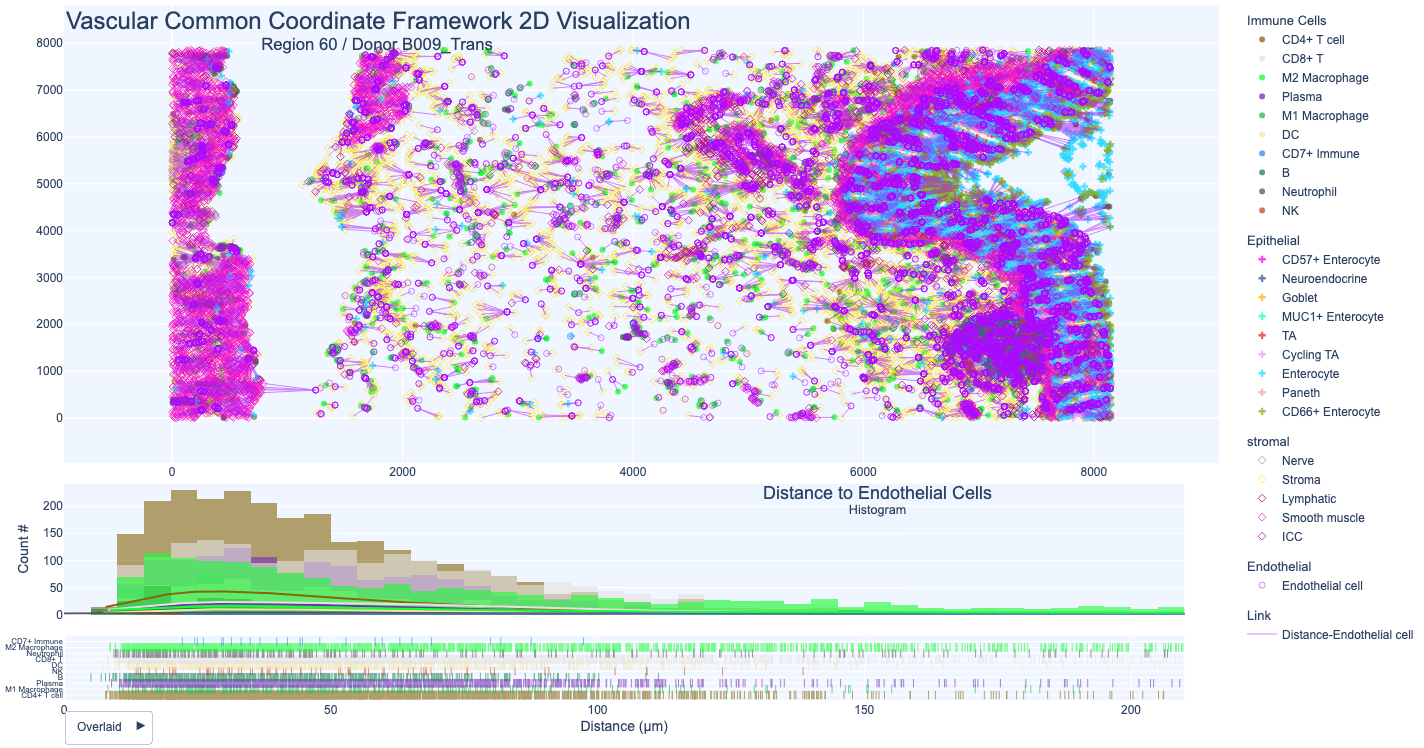 Vascular Common Coordinate Framework 2D Visualization
Region 60 / Donor B009_Trans
8000
7000
6000
5000
4000
3000
2000
1000
0
0 2000 4000 6000 8000
Immune Cells
CD4+ T cell
CD8+ T
M2 Macrophage
Plasma
M1 Macrophage
DC
CD7+ Immune
B
Neutrophil
NK
Epithelial
CD57+ Enterocyte
Neuroendocrine
Goblet
MUC1+ Enterocyte
TA
Cycling TA
Enterocyte
Paneth
CD66+ Enterocyte
stromal
Nerve
Stroma
Lymphatic
Smooth muscle
ICC
Endothelial
Endothelial cell
Link
Distance-Endothelial cell
Distance to Endothelial Cells
Histogram
Count #
200
150
100
50
0
CD7+ Immune
M2 Macrophage
Neutrophil
CD8+ T
DC
NK
B
Plasma
M1 Macrophage
CD4+ T cell
0 50 100 150 200
Distance (μm)
Overlaid ▶